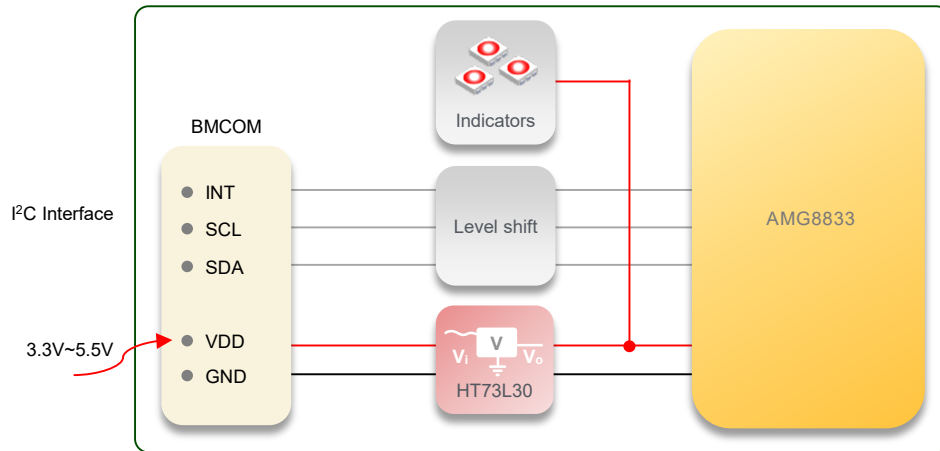 Indicators
BMCOM
I²C Interface
INT
SCL
SDA
Level shift
AMG8833
3.3V~5.5V
VDD
GND
Vi
V
Vo
HT73L30